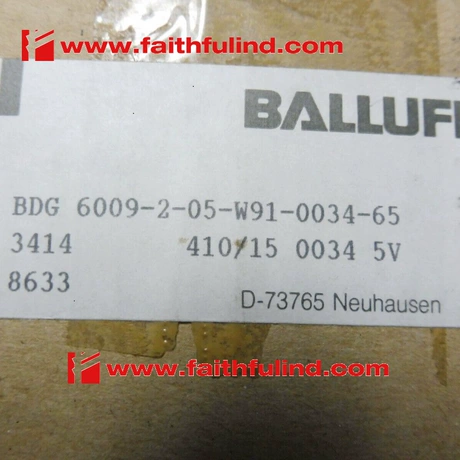 www.faithfulind.com
BALLUF
BDG 6009-2-05-W91-0034-65
3414 410/15 0034 5V
8633
D-73765 Neuhausen
www.faithfulind.com